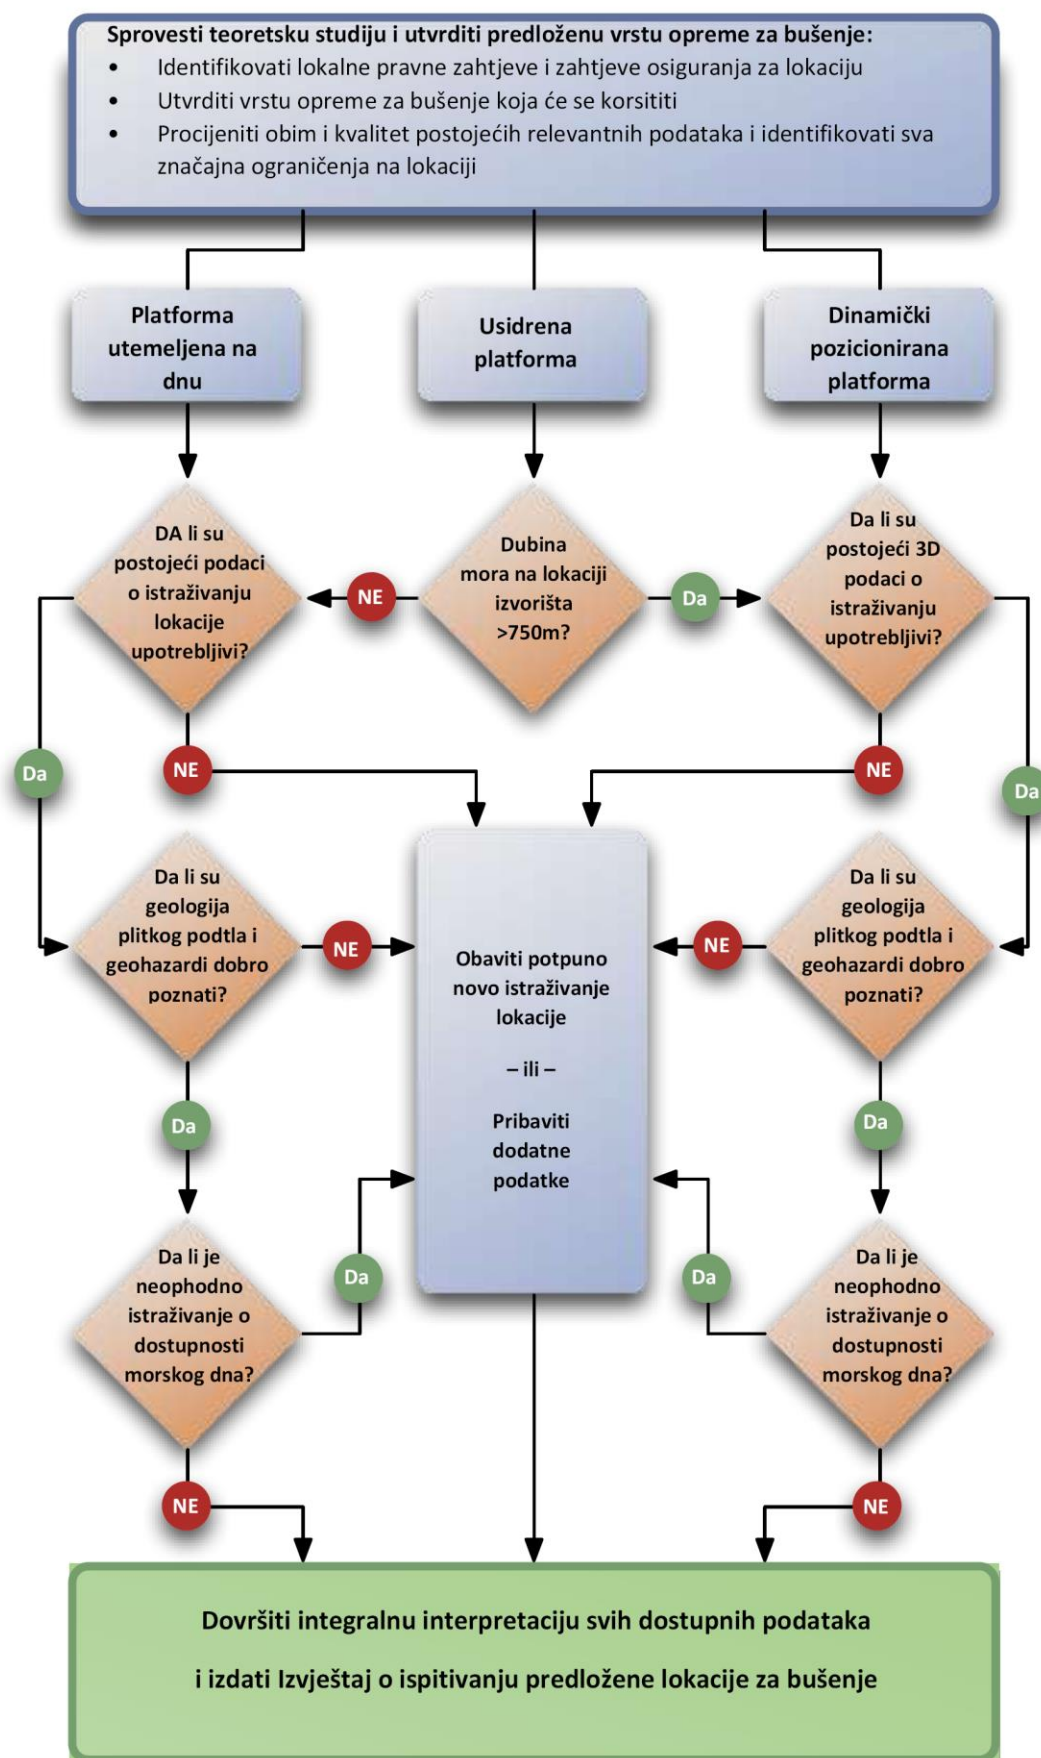 Sprovesti teoretsku studiju i utvrditi predloženu vrstu opreme za bušenje:
• Identifikovati lokalne pravne zahtjeve i zahtjeve osiguranja za lokaciju
• Utvrditi vrstu opreme za bušenje koja će se korsititi
• Procijeniti obim i kvalitet postojećih relevantnih podataka i identifikovati sva
značajna ograničenja na lokaciji
Platforma
utemeljena na
dnu
Usidrena
platforma
Dinamički
pozicionirana
platforma
DA li su
postojeći podaci
o istraživanju
lokacije
upotrebljivi?
NE
Dubina
mora na lokaciji
izvorišta
>750m?
Da
Da li su
postojeći 3D
podaci o
istraživanju
upotrebljivi?
Da
NE
NE
Da
Da li su
geologija
plitkog podtla i
geohazardi dobro
poznati?
NE
Obaviti potpuno
novo istraživanje
lokacije
– ili –
Pribaviti
dodatne
podatke
NE
Da li su
geologija
plitkog podtla i
geohazardi dobro
poznati?
Da
Da
Da li je
neophodno
istraživanje o
dostupnosti
morskog dna?
Da
Da
Da li je
neophodno
istraživanje o
dostupnosti
morskog dna?
NE
NE
Dovršiti integralnu interpretaciju svih dostupnih podataka
i izdati Izvještaj o ispitivanju predložene lokacije za bušenje